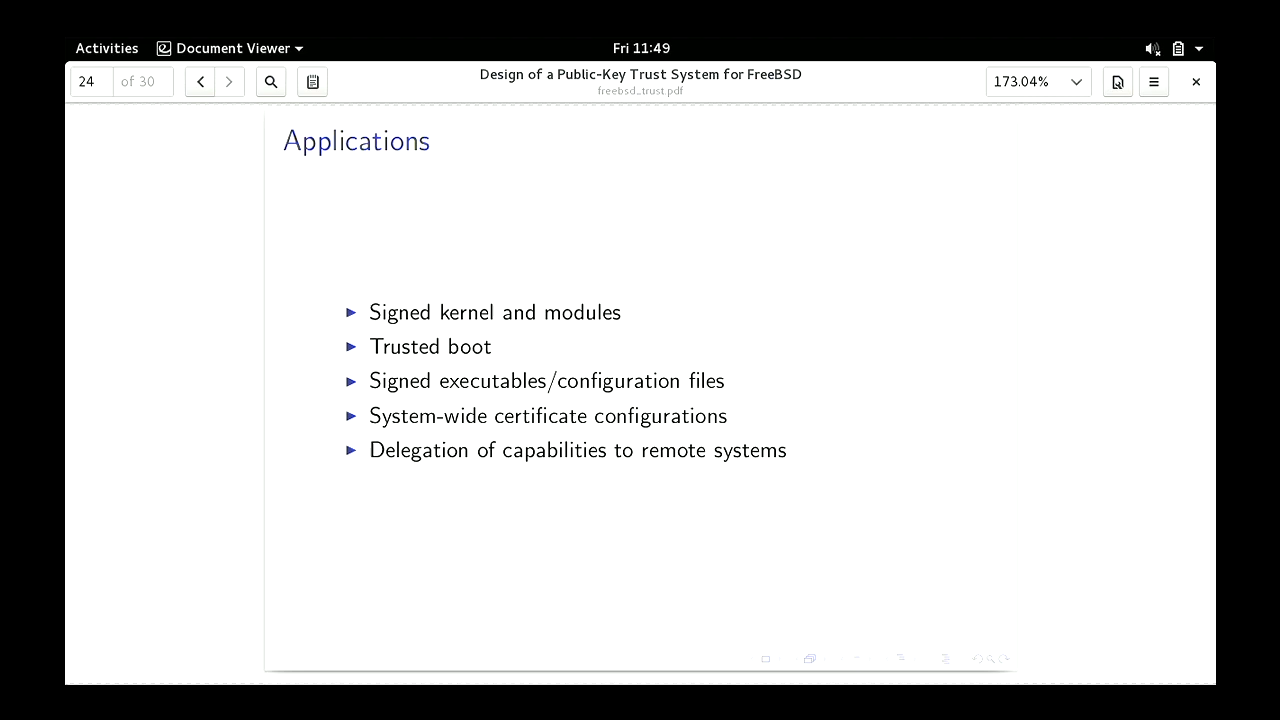 Activities Document Viewer Fri 11:49
24 of 30 Design of a Public-Key Trust System for FreeBSD 173.04%
freebsd_trust.pdf
Applications
Signed kernel and modules
Trusted boot
Signed executables/configuration files
System-wide certificate configurations
Delegation of capabilities to remote systems